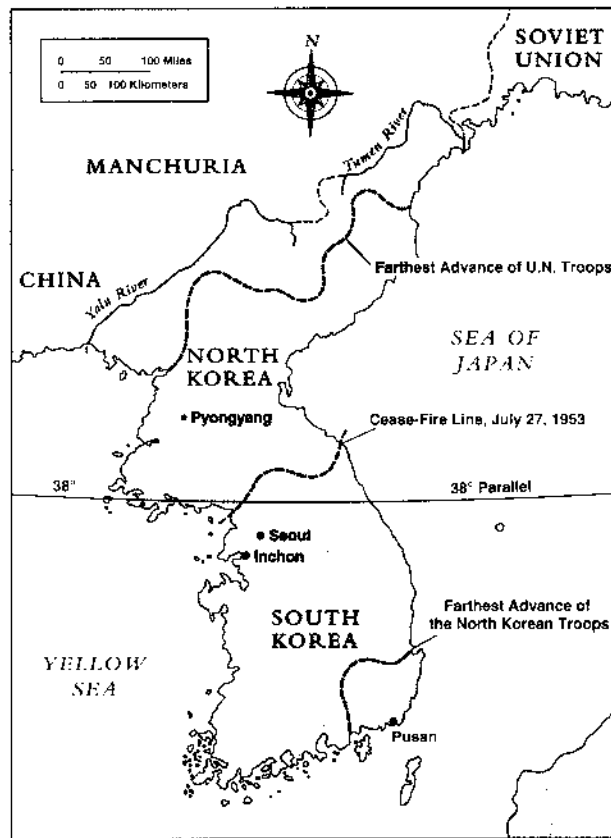 N
SOVIET
UNION
0 50 100 Miles
0 50 100 Kilometers
MANCHURIA
Tumen River
Farthest Advance of U.N. Troops
CHINA
Yalu River
SEA OF
JAPAN
NORTH
KOREA
Pyongyang
Cease-Fire Line, July 27, 1953
38°
38° Parallel
Seoul
Inchon
Farthest Advance of
the North Korean Troops
SOUTH
KOREA
YELLOW
SEA
Pusan